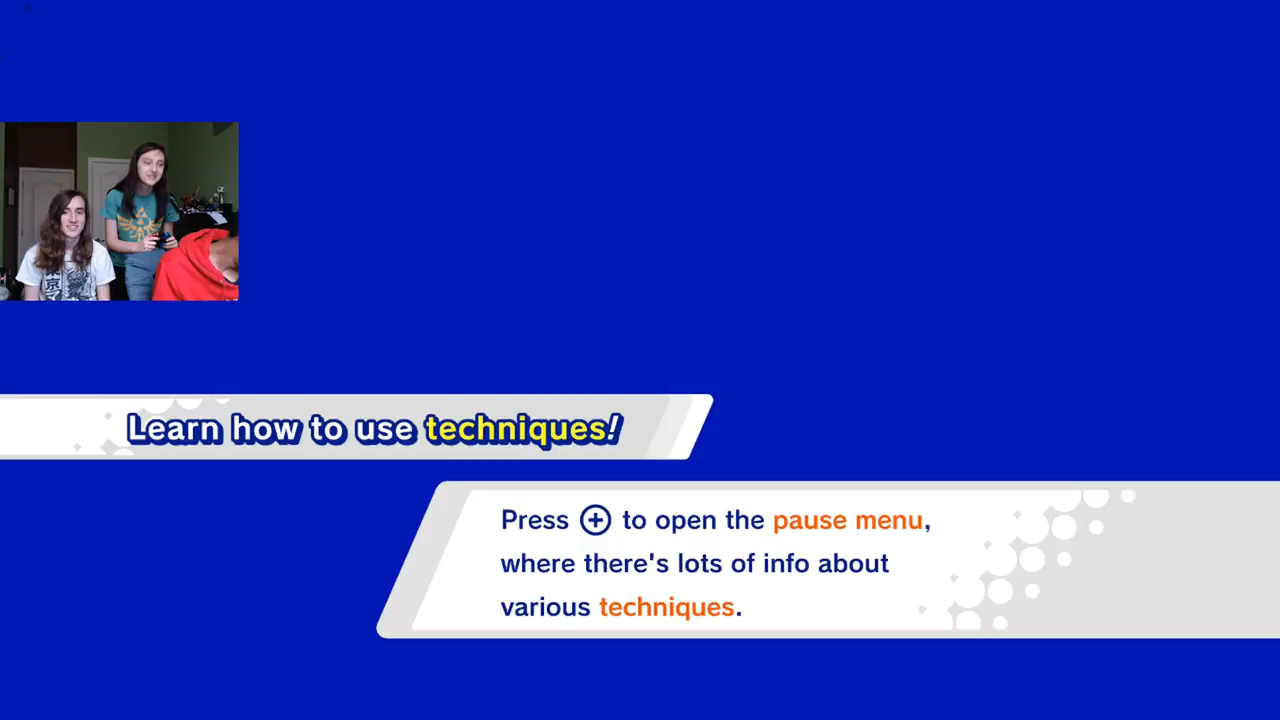 Learn how to use techniques!
Press ⊕ to open the pause menu,
where there's lots of info about
various techniques.